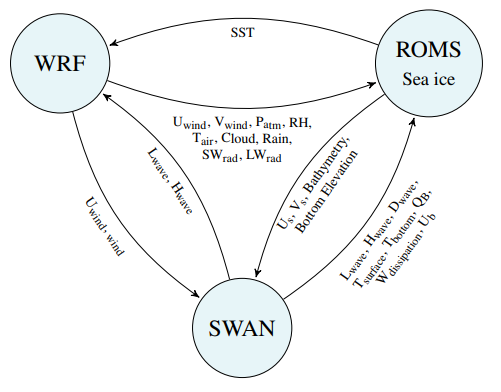 SST
WRF
ROMS
Sea ice
Uwind, Vwind, Patm, RH,
Tair, Cloud, Rain,
SWrad, LWrad
Lwave, Hwave
Uwind, wind
Us, Vs, Bathymetry,
Bottom Elevation
Lwave, Hwave, Dwave,
Tsurface, Tbottom, QB,
Wdissipation, Ub
SWAN